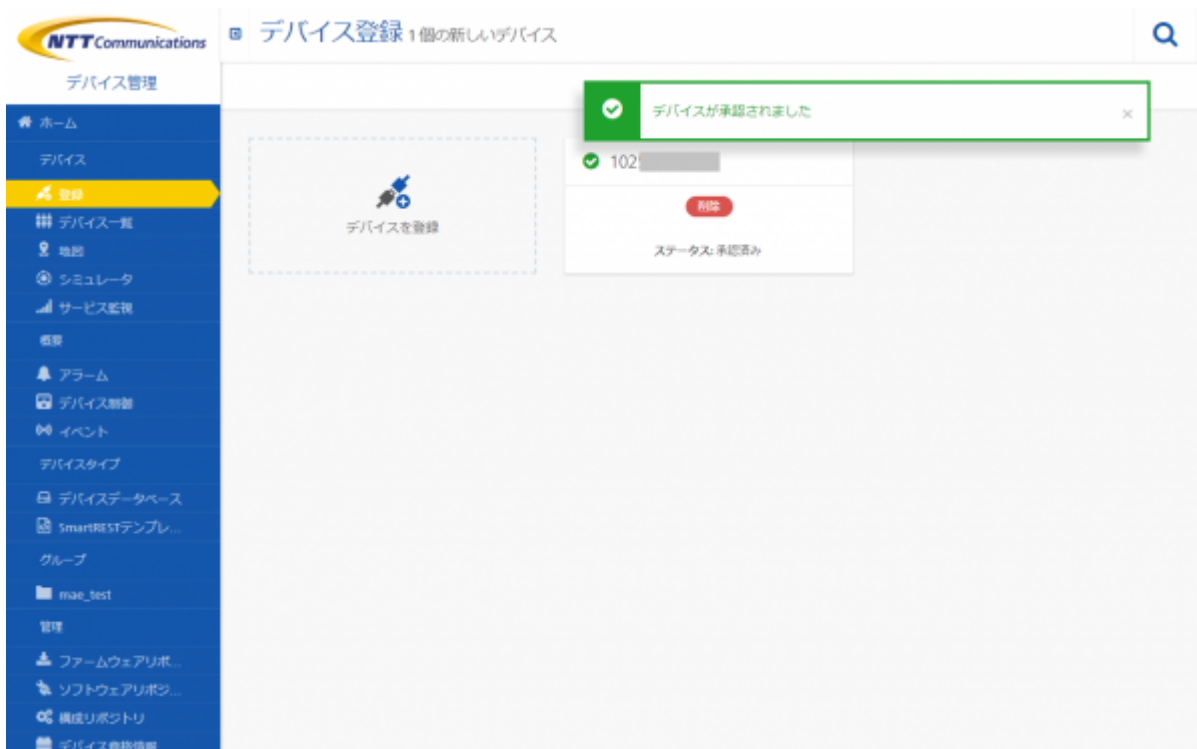 NTT Communications
デバイス管理
デバイス登録 1個の新しいデバイス
デバイスが承認されました
×
ホーム
デバイス
登録
デバイス一覧
地図
シミュレータ
サービス監視
概要
アラーム
デバイス制御
イベント
デバイスタイプ
デバイスデータベース
SmartRESTテンプレ...
グループ
mae_test
管理
ファームウェアリポ...
ソフトウェアリポジ...
構成リポジトリ
デバイス資格情報
デバイスを登録
102
削除
ステータス: 承認済み